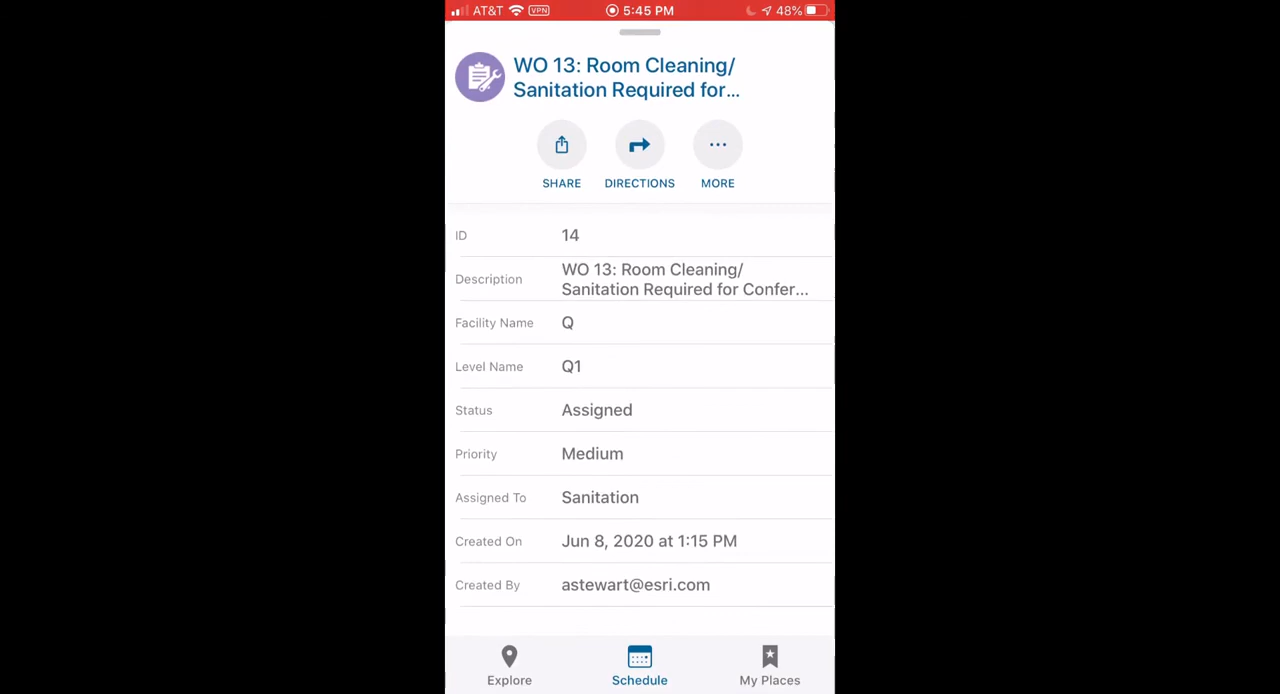 AT&T VPN 5:45 PM 48%
WO 13: Room Cleaning/
Sanitation Required for...
SHARE DIRECTIONS MORE
ID 14
Description WO 13: Room Cleaning/
Sanitation Required for Confer...
Facility Name Q
Level Name Q1
Status Assigned
Priority Medium
Assigned To Sanitation
Created On Jun 8, 2020 at 1:15 PM
Created By astewart@esri.com
Explore Schedule My Places